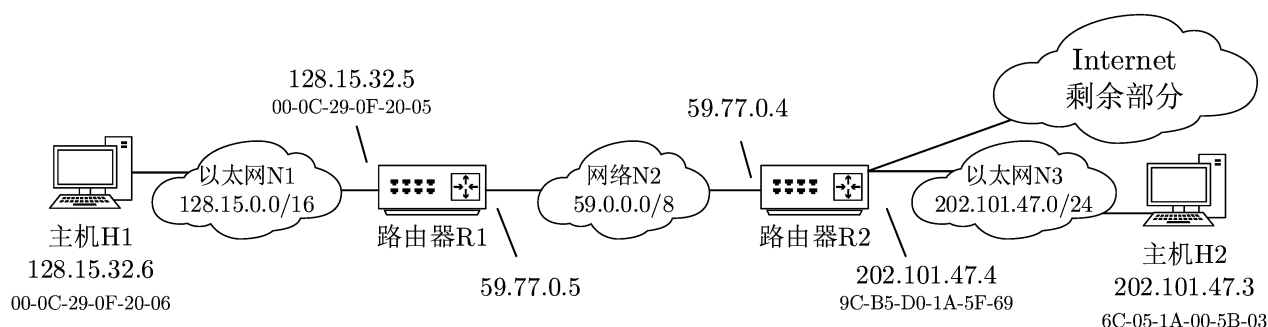 Internet
剩余部分
128.15.32.5
00-0C-29-0F-20-05
59.77.0.4
以太网N1
128.15.0.0/16
网络N2
59.0.0.0/8
以太网N3
202.101.47.0/24
主机H1
128.15.32.6
00-0C-29-0F-20-06
路由器R1
59.77.0.5
路由器R2
202.101.47.4
9C-B5-D0-1A-5F-69
主机H2
202.101.47.3
6C-05-1A-00-5B-03